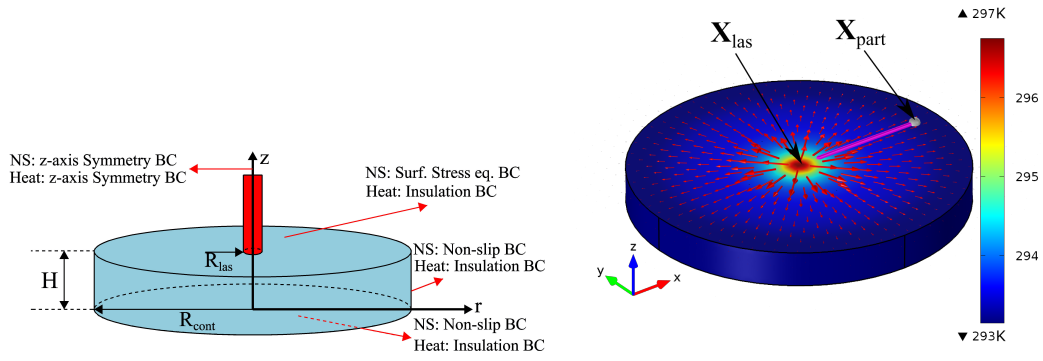 NS: z-axis Symmetry BC
Heat: z-axis Symmetry BC
z
NS: Surf. Stress eq. BC
Heat: Insulation BC
R_las
H
NS: Non-slip BC
Heat: Insulation BC
r
R_cont
NS: Non-slip BC
Heat: Insulation BC
X_las
X_part
▲ 297K
296
295
294
▼ 293K
z
y
x